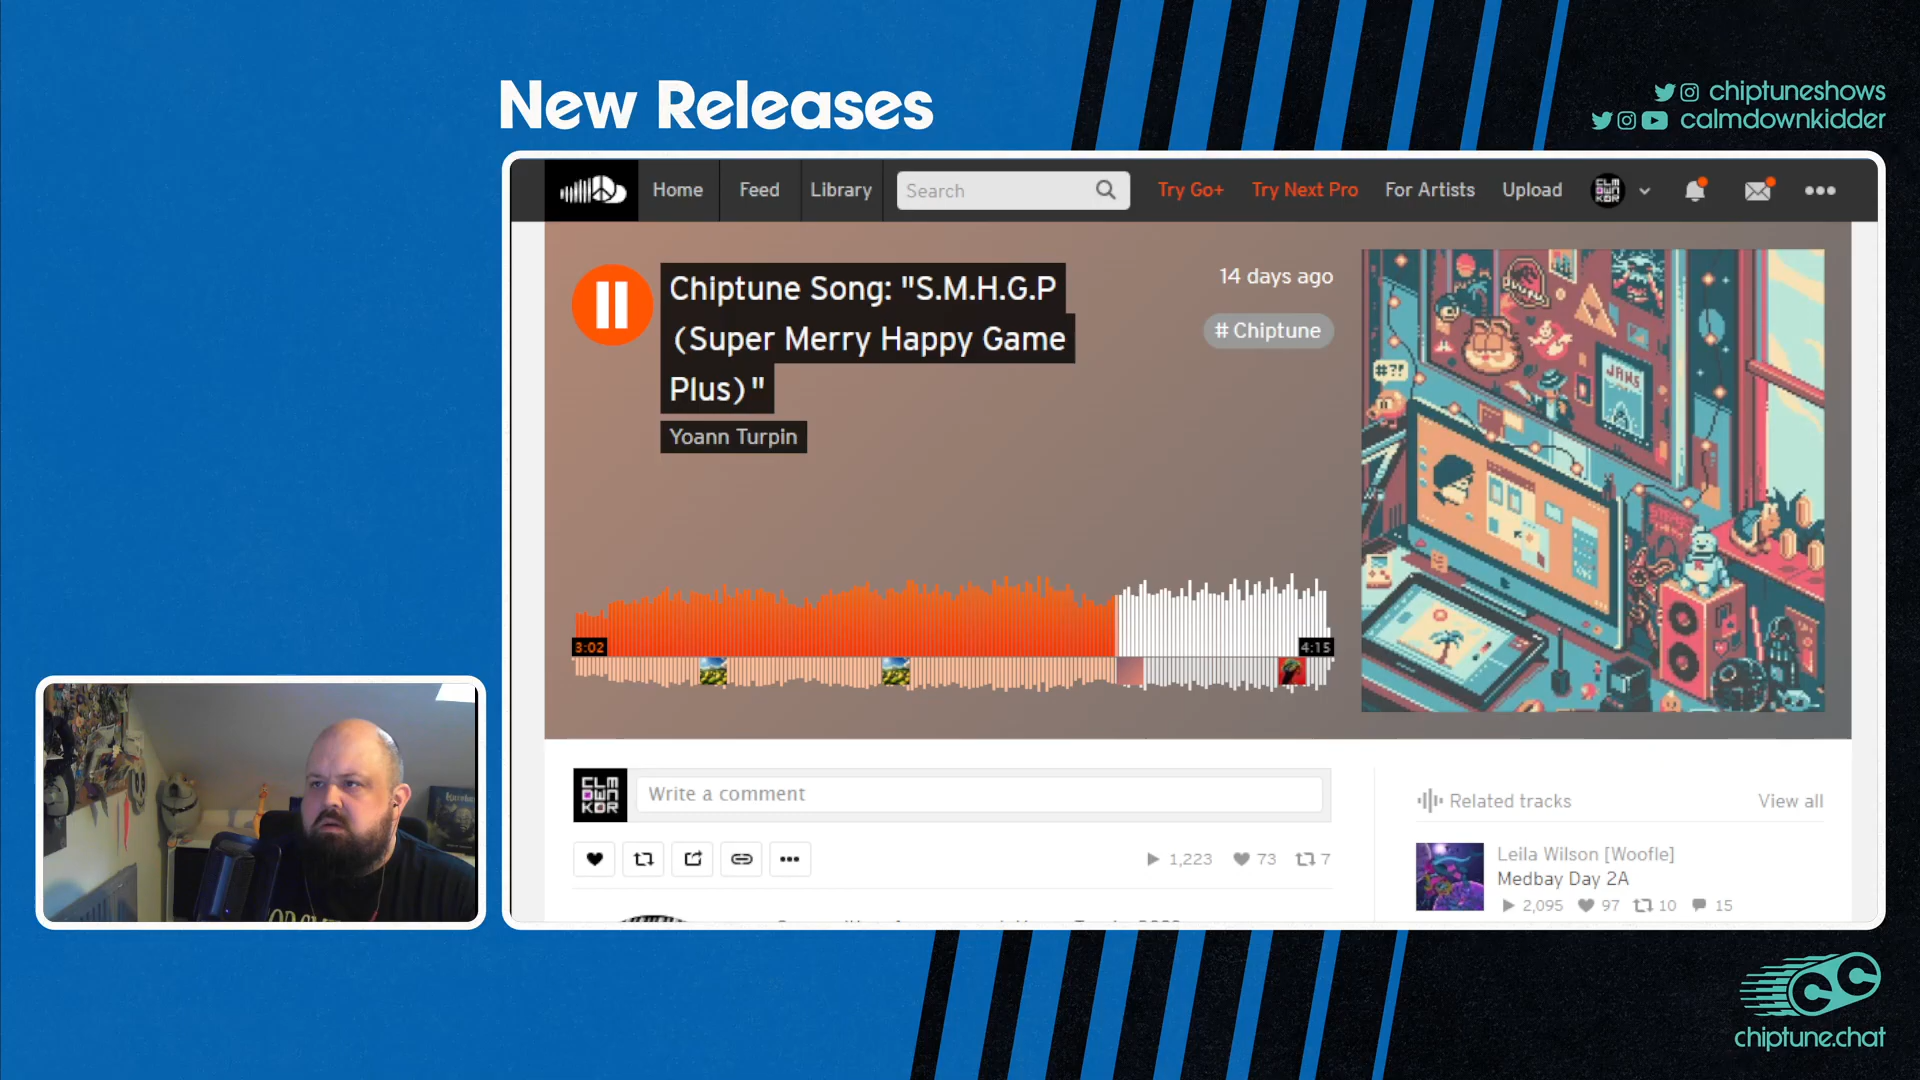 New Releases
chiptuneshows
calmdownkidder
Home
Feed
Library
Search
Try Go+
Try Next Pro
For Artists
Upload
Chiptune Song: "S.M.H.G.P
(Super Merry Happy Game
Plus)"
Yoann Turpin
14 days ago
# Chiptune
#?!
JAWS
3:02
4:15
CLM
OWN
KDR
Write a comment
1,223
73
7
Related tracks
View all
Leila Wilson [Woofle]
Medbay Day 2A
2,095
97
10
15
CC
chiptune.chat